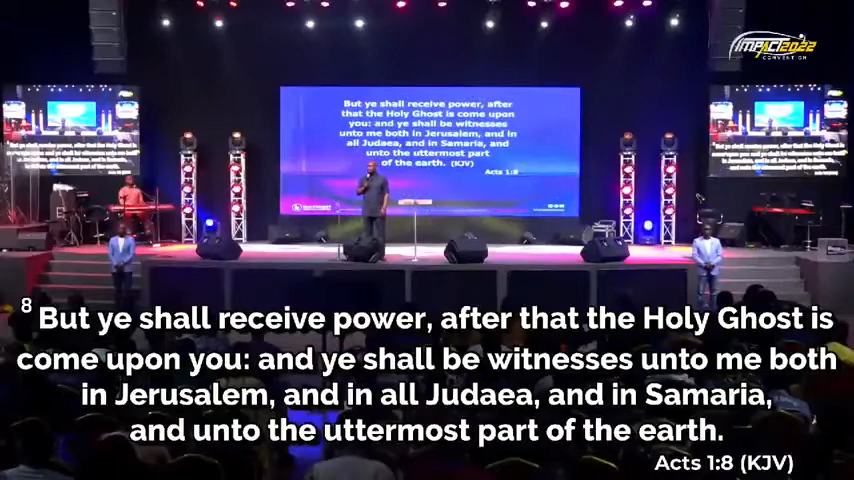 IMPACT2022
CONVENTION
But ye shall receive power, after
that the Holy Ghost is come upon
you: and ye shall be witnesses
unto me both in Jerusalem, and in
all Judaea, and in Samaria, and
unto the uttermost part
of the earth. (KJV)
Acts 1:8
8 But ye shall receive power, after that the Holy Ghost is
come upon you: and ye shall be witnesses unto me both
in Jerusalem, and in all Judaea, and in Samaria,
and unto the uttermost part of the earth.
Acts 1:8 (KJV)